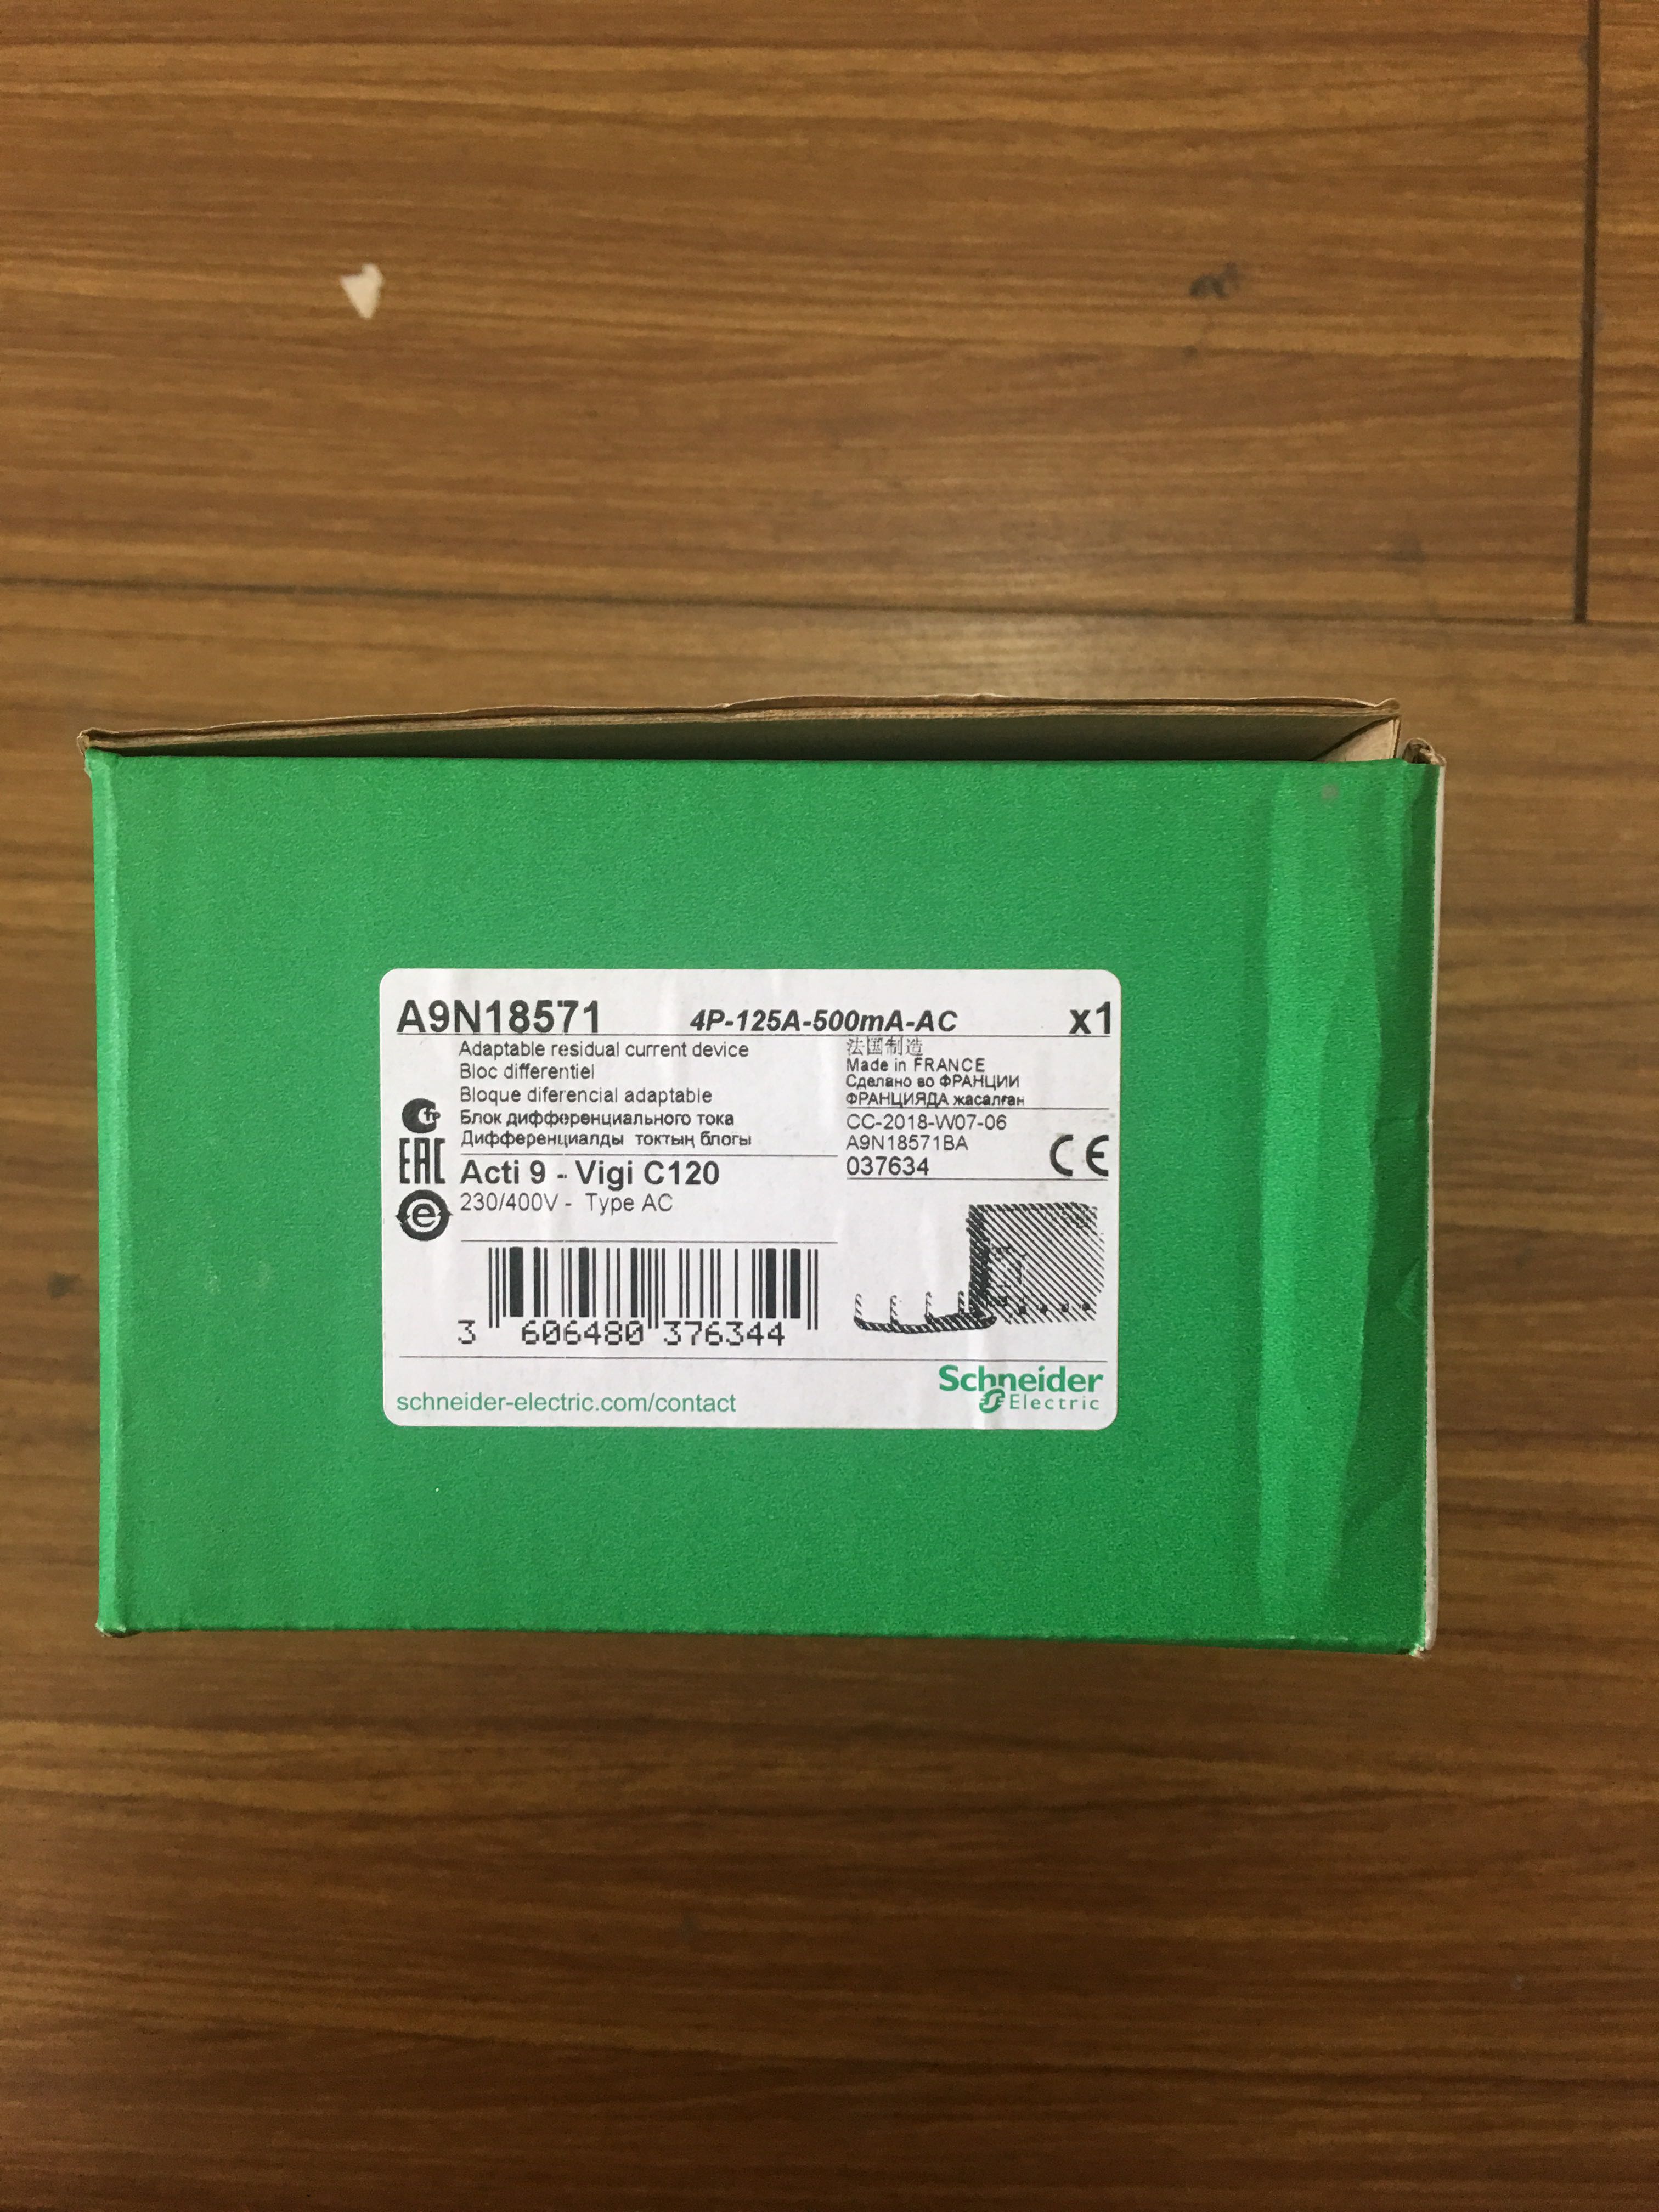 A9N18571 4P-125A-500mA-AC x1
Adaptable residual current device
Bloc differentiel
Bloque diferencial adaptable
Блок дифференциального тока
Дифференциалды токтың блогы
法国制造
Made in FRANCE
Сделано во ФРАНЦИИ
ФРАНЦИЯДА жасалған
CC-2018-W07-06
A9N18571BA
037634
CE
EAC
Acti 9 - Vigi C120
230/400V - Type AC
3 606480 376344
schneider-electric.com/contact
Schneider
Electric